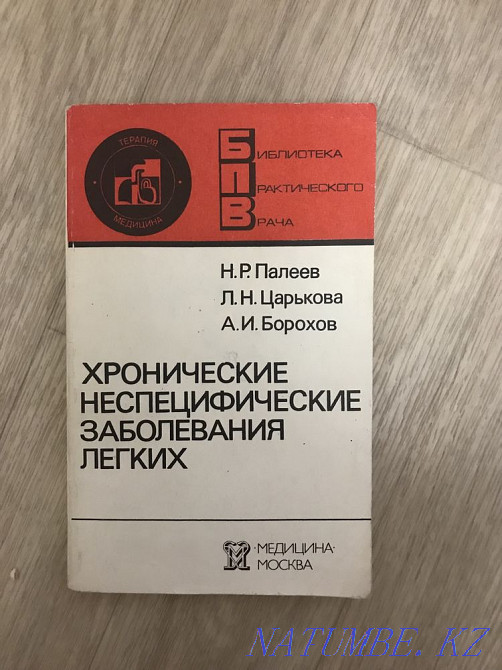 ТЕРАПИЯ
МЕДИЦИНА
БИБЛИОТЕКА
ПРАКТИЧЕСКОГО
ВРАЧА
Н.Р. Палеев
Л.Н. Царькова
А.И. Борохов
ХРОНИЧЕСКИЕ
НЕСПЕЦИФИЧЕСКИЕ
ЗАБОЛЕВАНИЯ
ЛЕГКИХ
·МЕДИЦИНА·
МОСКВА
NATUMBE.KZ